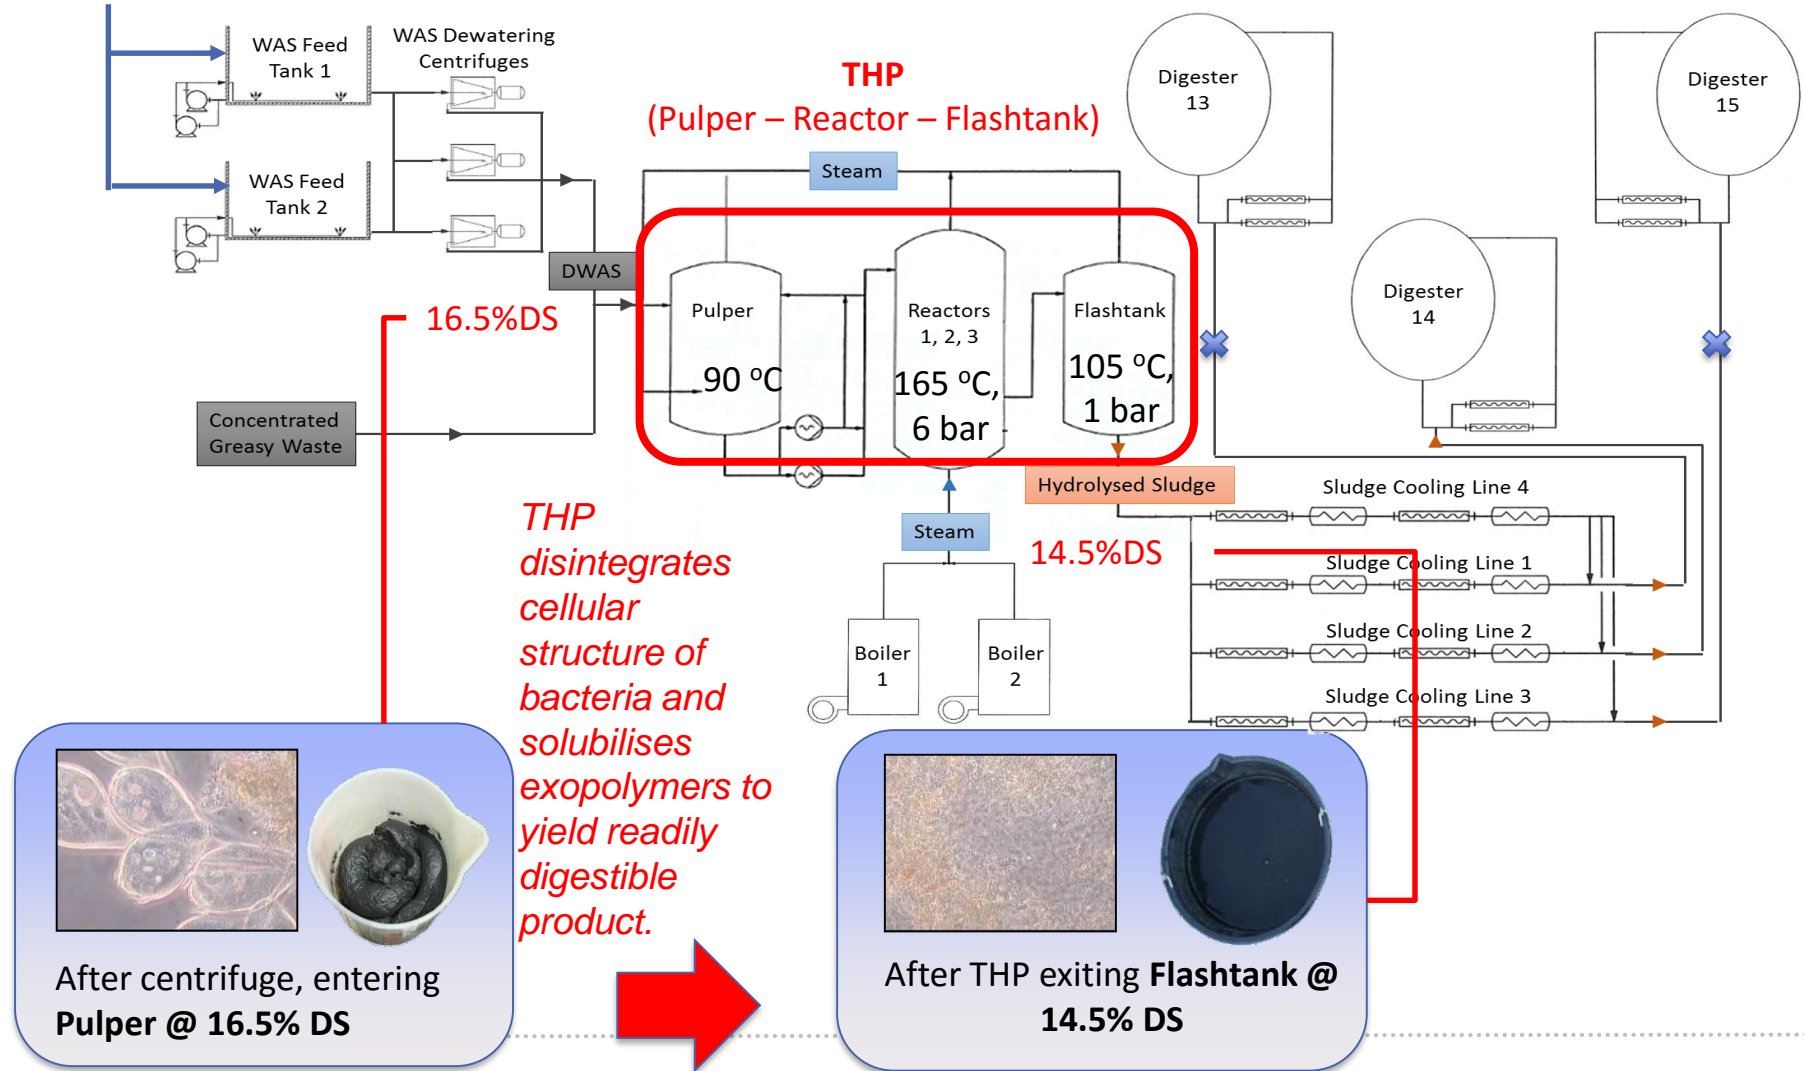 WAS Feed
Tank 1
WAS Dewatering
Centrifuges
WAS Feed
Tank 2
THP
(Pulper – Reactor – Flashtank)
Steam
Digester
13
Digester
15
Digester
14
DWAS
16.5%DS
Concentrated
Greasy Waste
Pulper
90 °C
Reactors
1, 2, 3
165 °C,
6 bar
Flashtank
105 °C,
1 bar
Hydrolysed Sludge
14.5%DS
Steam
Boiler
1
Boiler
2
Sludge Cooling Line 4
Sludge Cooling Line 1
Sludge Cooling Line 2
Sludge Cooling Line 3
THP
disintegrates
cellular
structure of
bacteria and
solubilises
exopolymers to
yield readily
digestible
product.
After centrifuge, entering
Pulper @ 16.5% DS
After THP exiting Flashtank @
14.5% DS